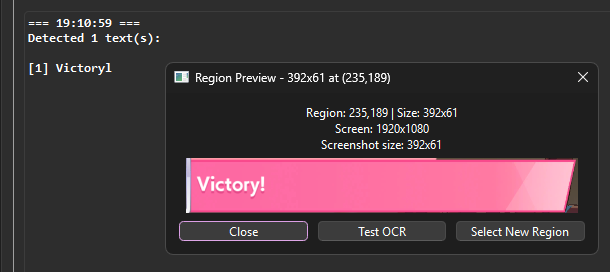 === 19:10:59 ===
Detected 1 text(s):
[1] Victoryl
Region Preview - 392x61 at (235,189)
Region: 235,189 | Size: 392x61
Screen: 1920x1080
Screenshot size: 392x61
Victory!
Close
Test OCR
Select New Region